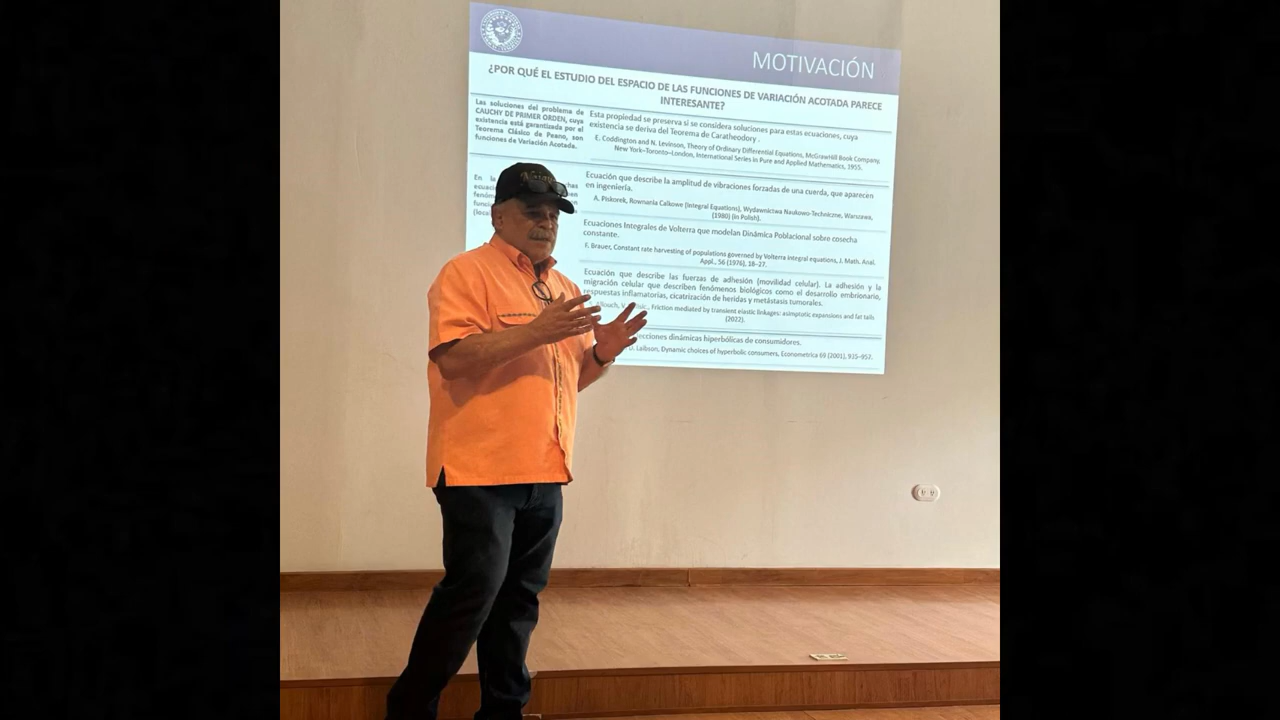 MOTIVACIÓN
¿POR QUÉ EL ESTUDIO DEL ESPACIO DE LAS FUNCIONES DE VARIACIÓN ACOTADA PARECE
INTERESANTE?
Las soluciones del problema de
CAUCHY DE PRIMER ORDEN, cuya
existencia está garantizada por el
Teorema Clásico de Peano, son
funciones de Variación Acotada.
Esta propiedad se preserva si se considera soluciones para estas ecuaciones, cuya
existencia se deriva del Teorema de Caratheodory .
E. Coddington and N. Levinson, Theory of Ordinary Differential Equations, McGrawHill Book Company,
New York–Toronto–London, International Series in Pure and Applied Mathematics, 1955.
En la
Ecuación que describe la amplitud de vibraciones forzadas de una cuerda, que aparecen
en ingeniería.
A. Piskorek, Rownania Calkowe (Integral Equations), Wydawnictwa Naukowo-Techniczne, Warszawa,
(1980) (in Polish).
Ecuaciones Integrales de Volterra que modelan Dinámica Poblacional sobre cosecha
constante.
F. Brauer, Constant rate harvesting of populations governed by Volterra integral equations, J. Math. Anal.
Appl., 56 (1976), 18–27.
Ecuación que describe las fuerzas de adhesión (movilidad celular). La adhesión y la
migración celular que describen fenómenos biológicos como el desarrollo embrionario,
respuestas inflamatorias, cicatrización de heridas y metástasis tumorales.
Friction mediated by transient elastic linkages: asimptotic expansions and fat tails
(2022).
dinámicas hiperbólicas de consumidores.
D. Laibson; Dynamic choices of hyperbolic consumers, Econometrica 69 (2001), 935–957.